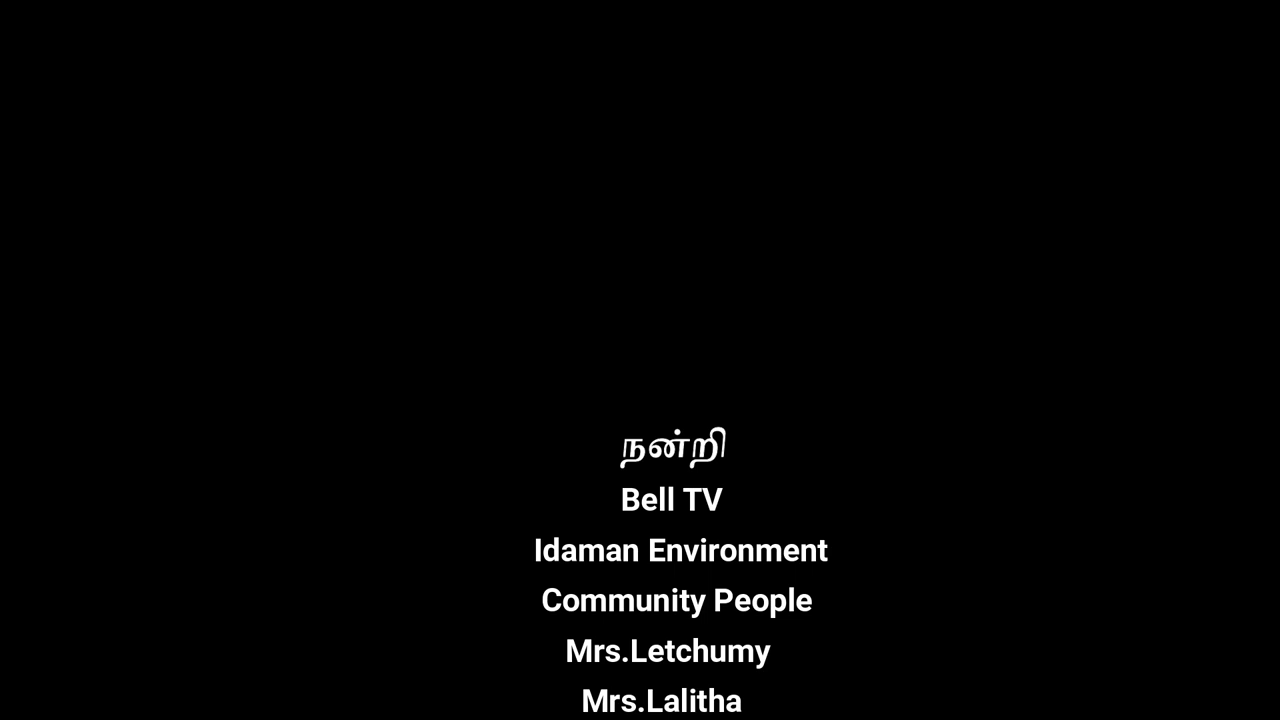 நன்றி
Bell TV
Idaman Environment
Community People
Mrs.Letchumy
Mrs.Lalitha